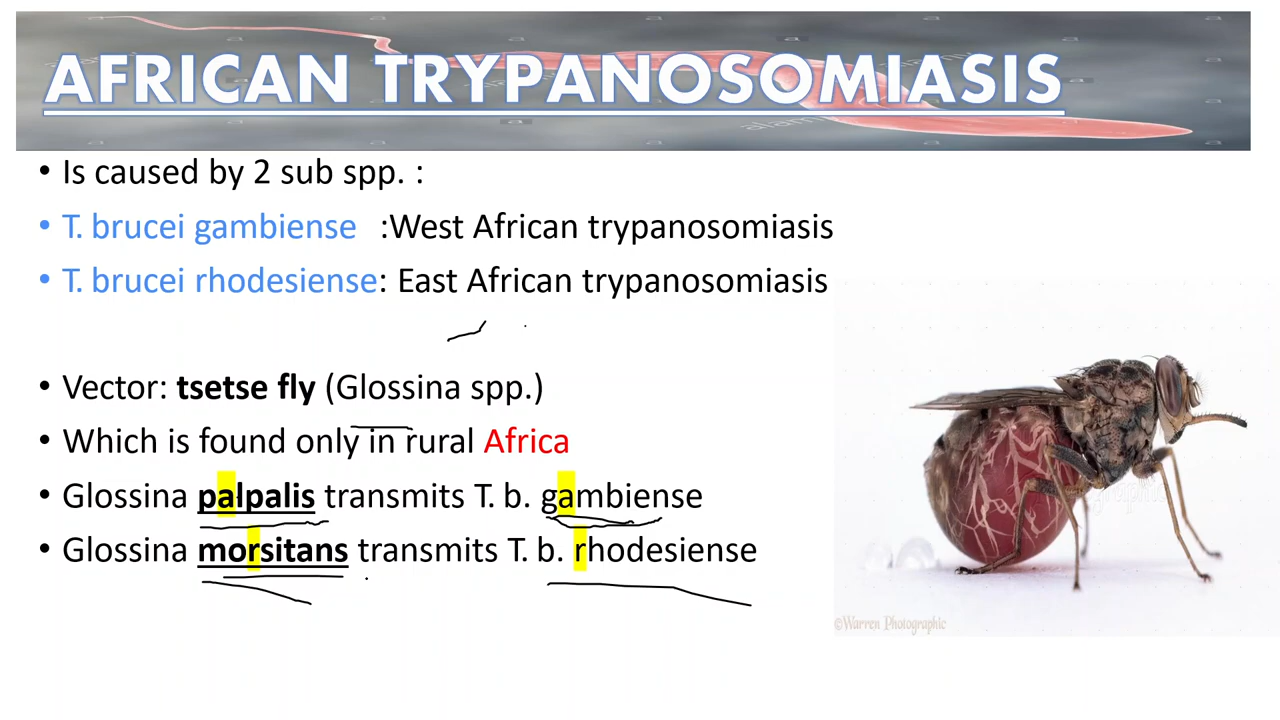 AFRICAN TRYPANOSOMIASIS
• Is caused by 2 sub spp. :
• T. brucei gambiense :West African trypanosomiasis
• T. brucei rhodesiense: East African trypanosomiasis
• Vector: tsetse fly (Glossina spp.)
• Which is found only in rural Africa
• Glossina palpalis transmits T. b. gambiense
• Glossina morsitans transmits T. b. rhodesiense
©Warren Photographic